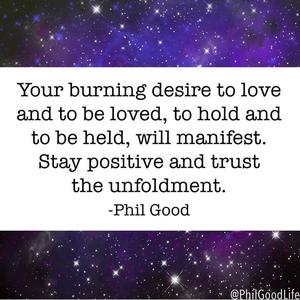 Your burning desire to love
and to be loved, to hold and
to be held, will manifest.
Stay positive and trust
the unfoldment.
-Phil Good
@PhilGoodLife